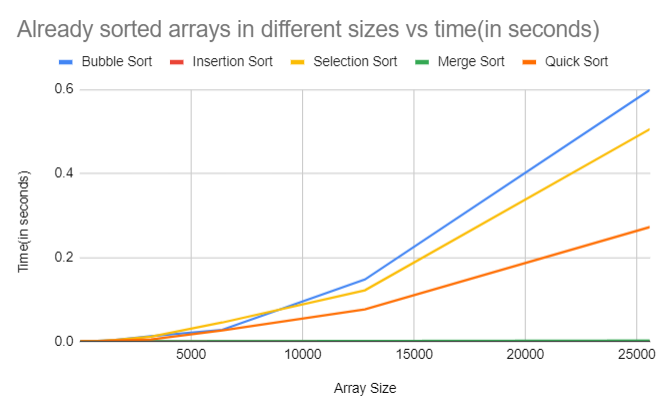 Already sorted arrays in different sizes vs time(in seconds)
Bubble Sort Insertion Sort Selection Sort Merge Sort Quick Sort
0.6
0.4
0.2
0.0
Time(in seconds)
5000 10000 15000 20000 25000
Array Size